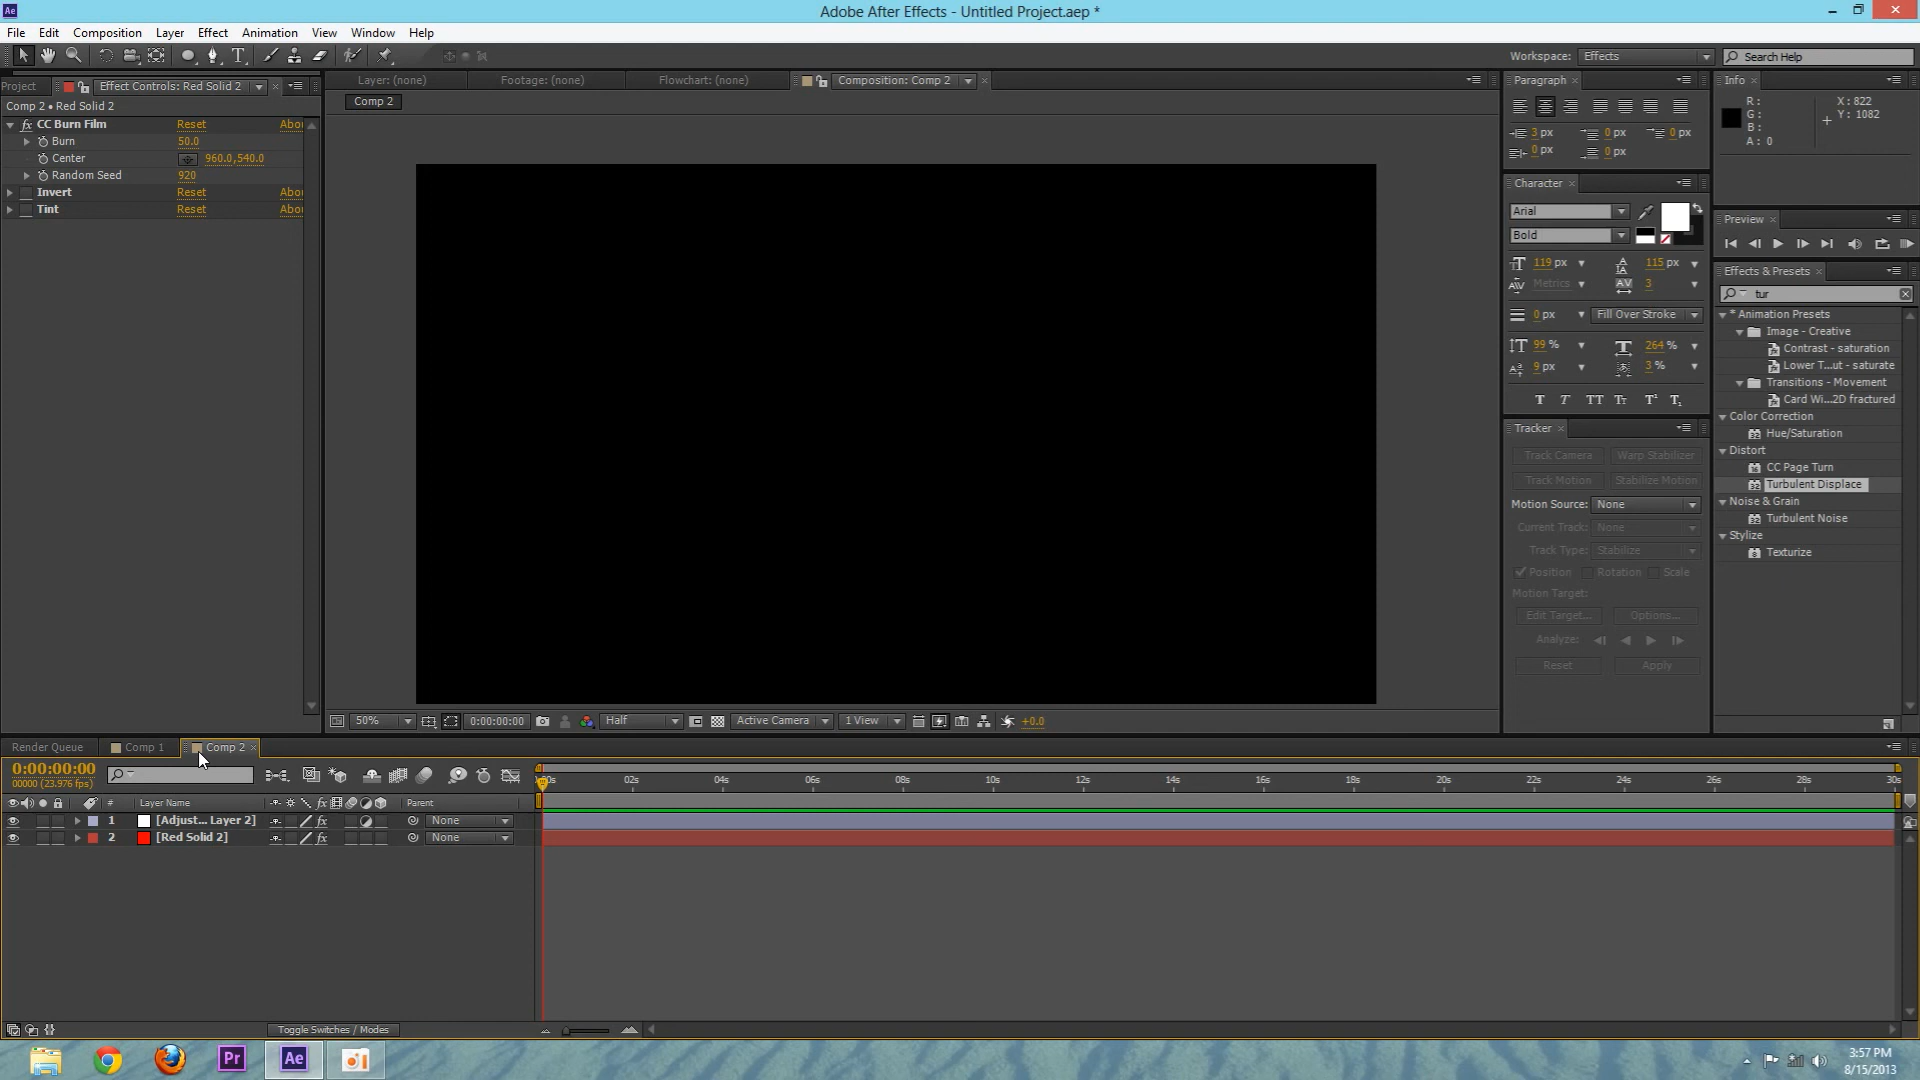 Ae
Adobe After Effects - Untitled Project.aep *
File Edit Composition Layer Effect Animation View Window Help
Workspace: Effects
Search Help
Project
Effect Controls: Red Solid 2
Comp 2 • Red Solid 2
fx CC Burn Film Reset Abou
Burn 50.0
Center 960.0,540.0
Random Seed 920
Invert Reset Abou
Tint Reset Abou
Layer: (none)
Footage: (none)
Flowchart: (none)
Composition: Comp 2
Comp 2
50%
0:00:00:00
Half
Active Camera
1 View
+0.0
Paragraph
3 px 0 px 0 px
0 px 0 px
Character
Arial
Bold
119 px 115 px
Metrics 3
0 px Fill Over Stroke
99 % 264 %
9 px 3 %
T T TT Tt T¹ T₁
Tracker
Track Camera Warp Stabilizer
Track Motion Stabilize Motion
Motion Source: None
Current Track: None
Track Type: Stabilize
Position Rotation Scale
Motion Target:
Edit Target... Options...
Analyze:
Reset Apply
Info
R:
G:
B:
A: 0
X: 822
Y: 1082
Preview
Effects & Presets
tur
* Animation Presets
Image - Creative
Contrast - saturation
Lower T...ut - saturate
Transitions - Movement
Card Wi...2D fractured
Color Correction
Hue/Saturation
Distort
CC Page Turn
Turbulent Displace
Noise & Grain
Turbulent Noise
Stylize
Texturize
Render Queue
Comp 1
Comp 2
0:00:00:00
00000 (23.976 fps)
# Layer Name fx Parent
1 [Adjust... Layer 2] fx None
2 [Red Solid 2] fx None
:00s 02s 04s 06s 08s 10s 12s 14s 16s 18s 20s 22s 24s 26s 28s 30s
Toggle Switches / Modes
Pr
Ae
3:57 PM
8/15/2013